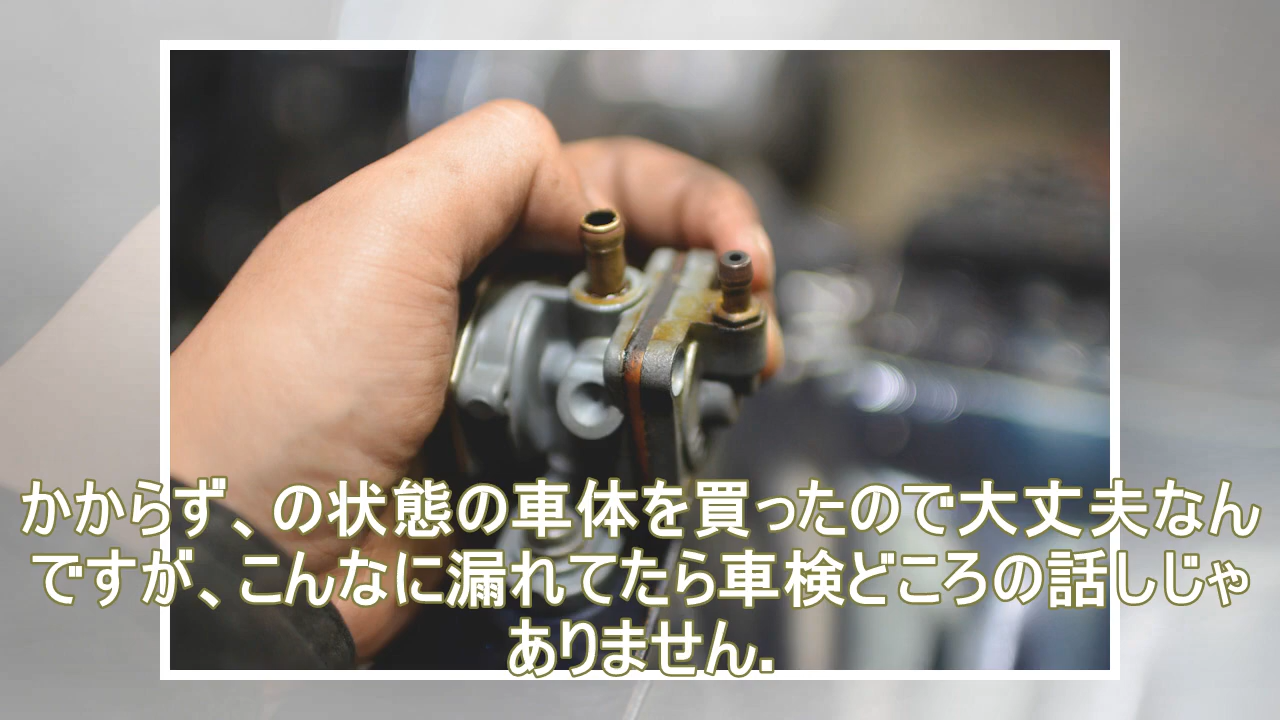 かからず、の状態の車体を買ったので大丈夫なん
ですが、こんなに漏れてたら車検どころの話しじゃ
ありません.